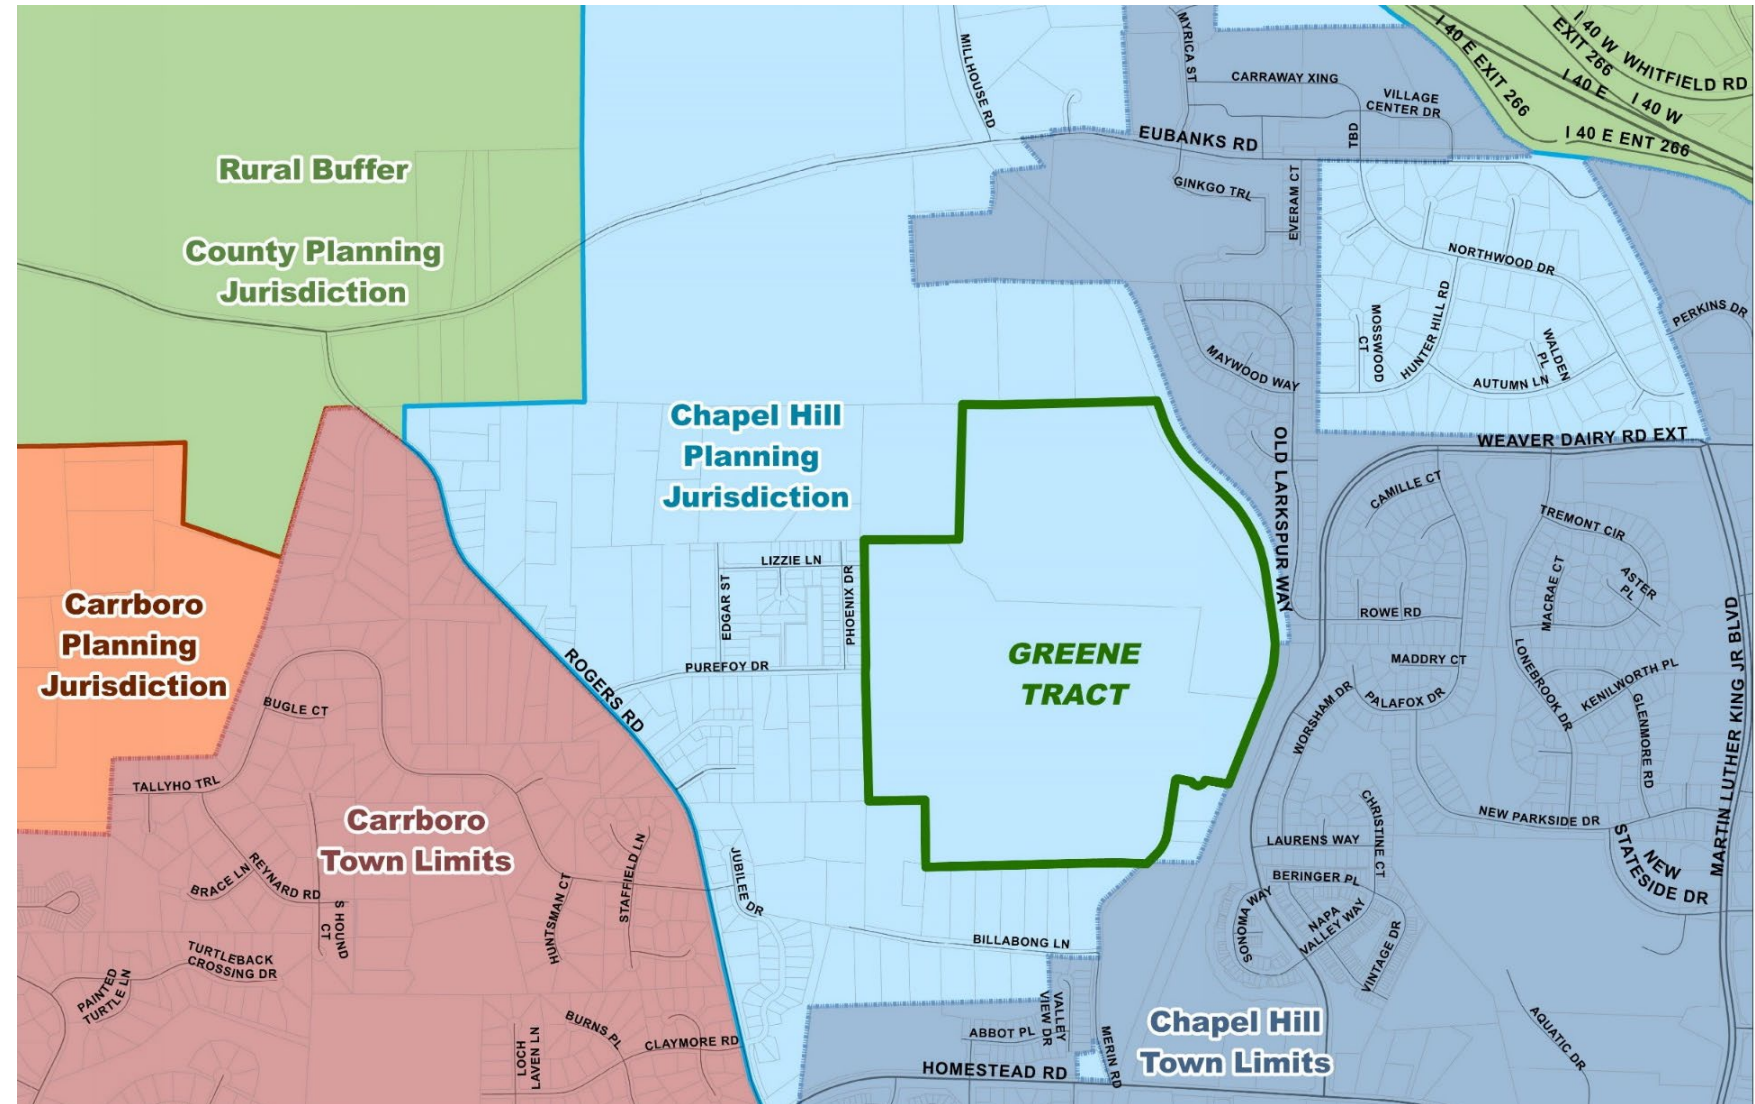 MYRICA ST
MILLHOUSE RD
CARRAWAY XING
VILLAGE
CENTER DR
TBD
I 40 E EXIT 266
I 40 W
EXIT 266
WHITFIELD RD
I 40 E
I 40 W
I 40 E ENT 266
EUBANKS RD
GINKGO TRL
EVERAM CT
Rural Buffer
County Planning
Jurisdiction
NORTHWOOD DR
MOSSWOOD
CT
HUNTER HILL RD
WALDEN
PL
AUTUMN LN
PERKINS DR
MAYWOOD WAY
OLD LARKSPUR WAY
WEAVER DAIRY RD EXT
Chapel Hill
Planning
Jurisdiction
CAMILLE CT
TREMONT CIR
MACRAE CT
ASTER
PL
LIZZIE LN
EDGAR ST
PHOENIX DR
PUREFOY DR
ROGERS RD
GREENE
TRACT
ROWE RD
MADDRY CT
PALAFOX DR
WORSHAM DR
LONEBROOK DR
KENILWORTH PL
GLENMORE RD
MARTIN LUTHER KING JR BLVD
Carrboro
Planning
Jurisdiction
BUGLE CT
TALLYHO TRL
Carrboro
Town Limits
BRACE LN
REYNARD RD
S HOUND
CT
HUNTSMAN CT
STAFFIELD LN
JUBILEE DR
TURTLEBACK
CROSSING DR
PAINTED
TURTLE LN
LOCH
LAVEN LN
BURNS PL
CLAYMORE RD
BILLABONG LN
ABBOT PL
VALLEY
VIEW DR
MERIN RD
HOMESTEAD RD
Chapel Hill
Town Limits
LAURENS WAY
CHRISTINE CT
BERINGER PL
SONOMA WAY
NAPA
VALLEY WAY
VINTAGE DR
NEW PARKSIDE DR
NEW
STATESIDE DR
AQUATIC DR